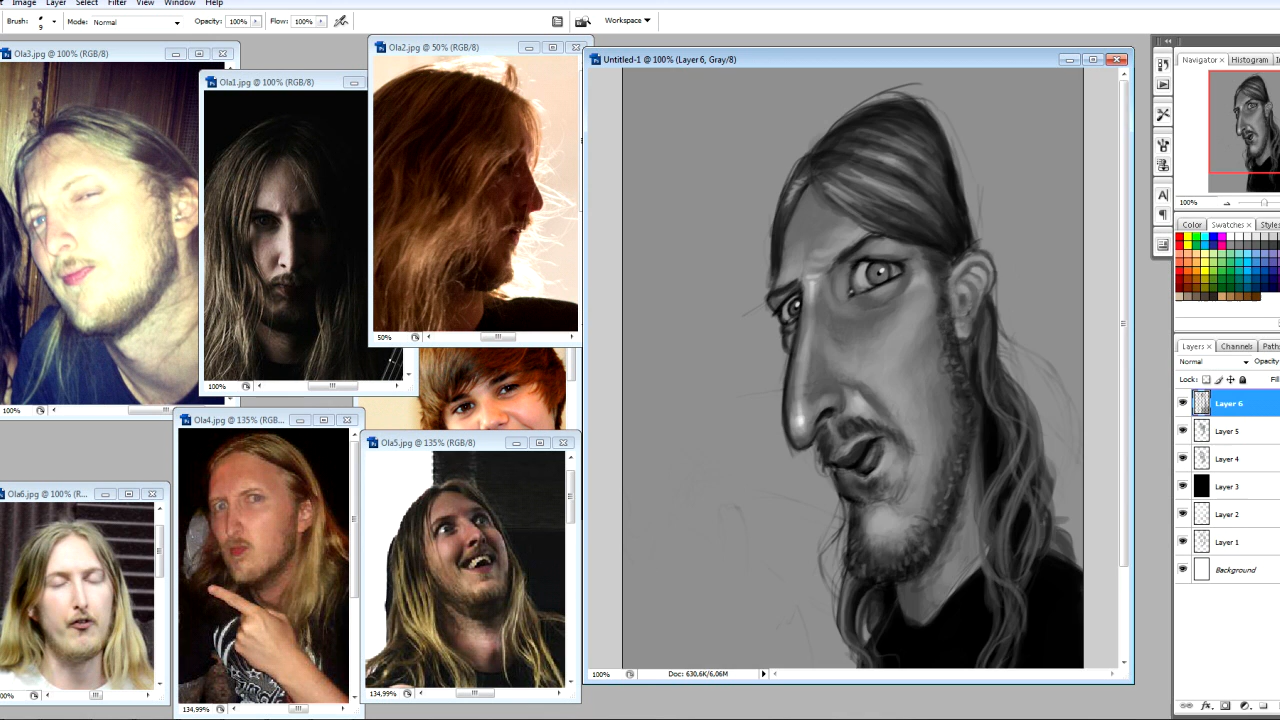 Image Layer Select Filter View Window Help
Brush: 9 Mode: Normal Opacity: 100% Flow: 100% Workspace
Ola3.jpg @ 100% (RGB/8)
Ola1.jpg @ 100% (RGB/8)
Ola2.jpg @ 50% (RGB/8)
Untitled-1 @ 100% (Layer 6, Gray/8)
Navigator x Histogram
100%
Color Swatches x
50%
100%
100%
Layers x Channels
Normal Opacity
Lock: Fill
Layer 6
Layer 5
Layer 4
Layer 3
Layer 2
Layer 1
Background
Ola4.jpg @ 135% (RGB...
Ola5.jpg @ 135% (RGB/8)
Ola6.jpg @ 100% (R...
100% Doc: 630,6K/6,06M
134,99%
134,99%